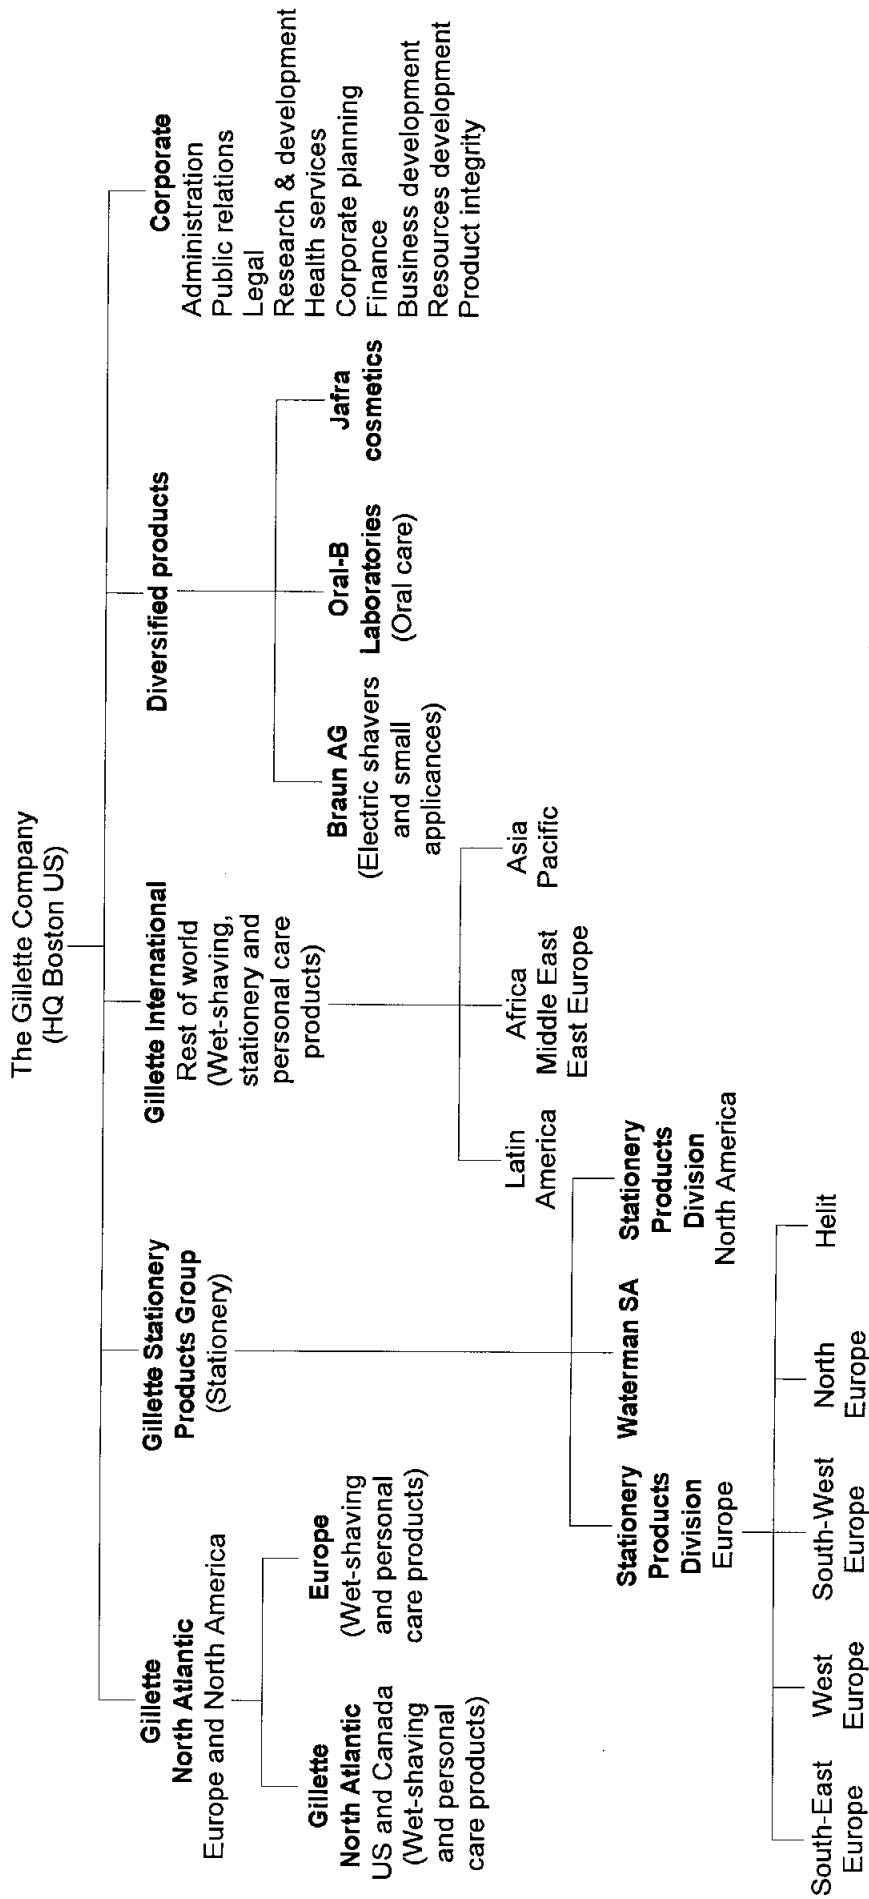 The Gillette Company
(HQ Boston US)
Gillette
North Atlantic
Europe and North America
Gillette
North Atlantic
US and Canada
(Wet-shaving
and personal
care products)
Europe
(Wet-shaving
and personal
care products)
Gillette Stationery
Products Group
(Stationery)
Stationery
Products
Division
Europe
South-East
Europe
West
Europe
South-West
Europe
North
Europe
Helit
Waterman SA
Stationery
Products
Division
North America
Gillette International
Rest of world
(Wet-shaving,
stationery and
personal care
products)
Latin
America
Africa
Middle East
East Europe
Asia
Pacific
Diversified products
Braun AG
(Electric shavers
and small
applicances)
Oral-B
Laboratories
(Oral care)
Jafra
cosmetics
Corporate
Administration
Public relations
Legal
Research & development
Health services
Corporate planning
Finance
Business development
Resources development
Product integrity